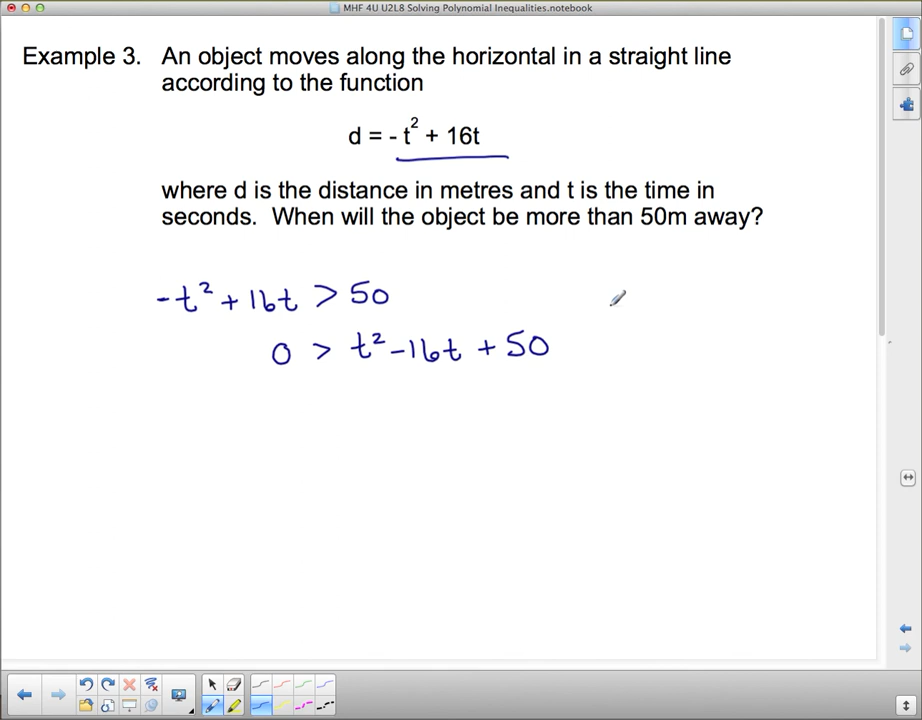 MHF 4U U2L8 Solving Polynomial Inequalities.notebook
Example 3. An object moves along the horizontal in a straight line
according to the function
d = - t² + 16t
where d is the distance in metres and t is the time in
seconds. When will the object be more than 50m away?
-t² + 16t > 50
0 > t² - 16t + 50